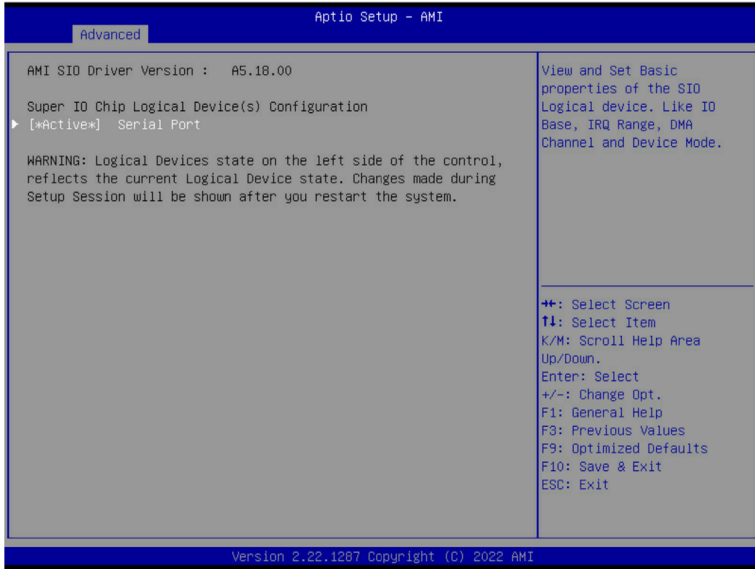 Aptio Setup – AMI
Advanced
AMI SIO Driver Version : A5.18.00
Super IO Chip Logical Device(s) Configuration
[*Active*] Serial Port
WARNING: Logical Devices state on the left side of the control,
reflects the current Logical Device state. Changes made during
Setup Session will be shown after you restart the system.
View and Set Basic
properties of the SIO
Logical device. Like IO
Base, IRQ Range, DMA
Channel and Device Mode.
→←: Select Screen
↑↓: Select Item
K/M: Scroll Help Area
Up/Down.
Enter: Select
+/-: Change Opt.
F1: General Help
F3: Previous Values
F9: Optimized Defaults
F10: Save & Exit
ESC: Exit
Version 2.22.1287 Copyright (C) 2022 AMI